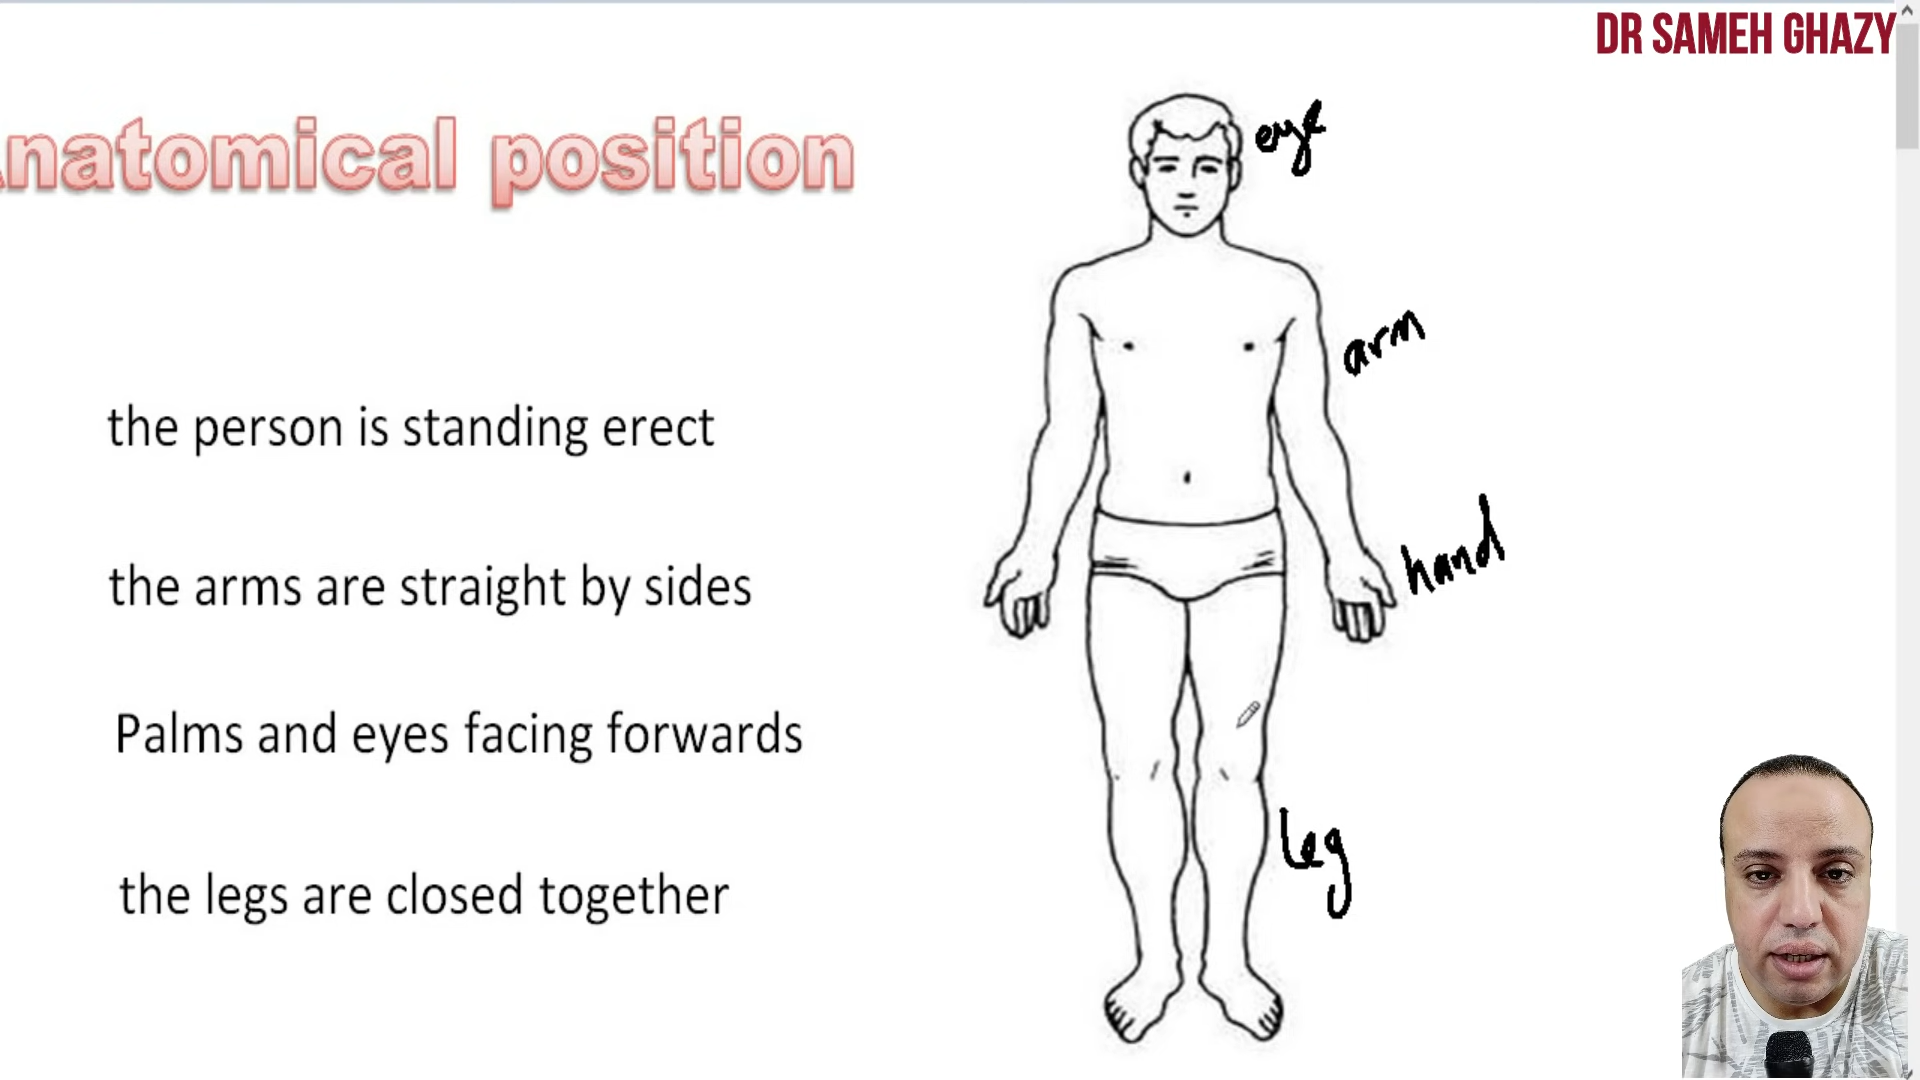 DR SAMEH GHAZY
natomical position
eye
the person is standing erect
arm
the arms are straight by sides
hand
Palms and eyes facing forwards
the legs are closed together
leg